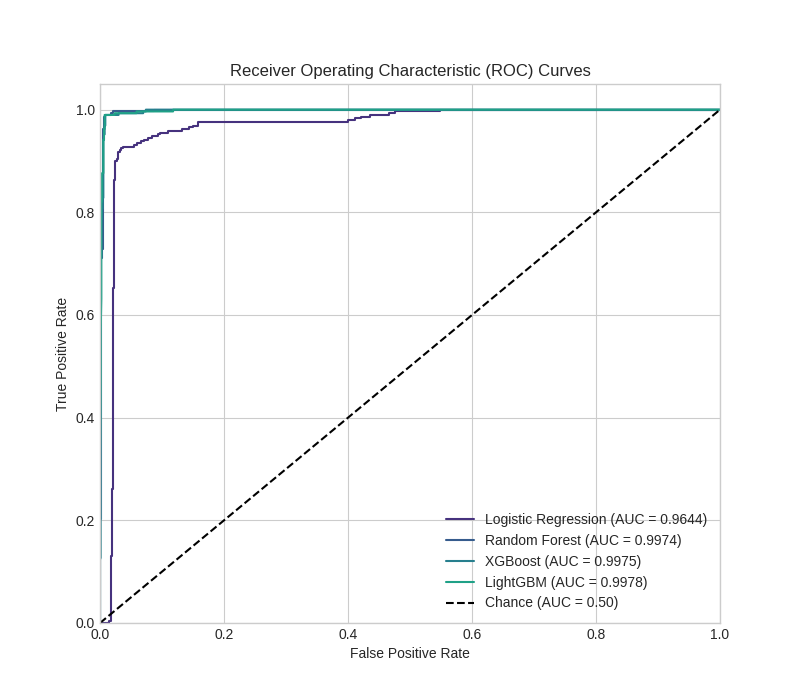 Receiver Operating Characteristic (ROC) Curves
1.0
0.8
0.6
0.4
0.2
0.0
True Positive Rate
Logistic Regression (AUC = 0.9644)
Random Forest (AUC = 0.9974)
XGBoost (AUC = 0.9975)
LightGBM (AUC = 0.9978)
Chance (AUC = 0.50)
0.0 0.2 0.4 0.6 0.8 1.0
False Positive Rate